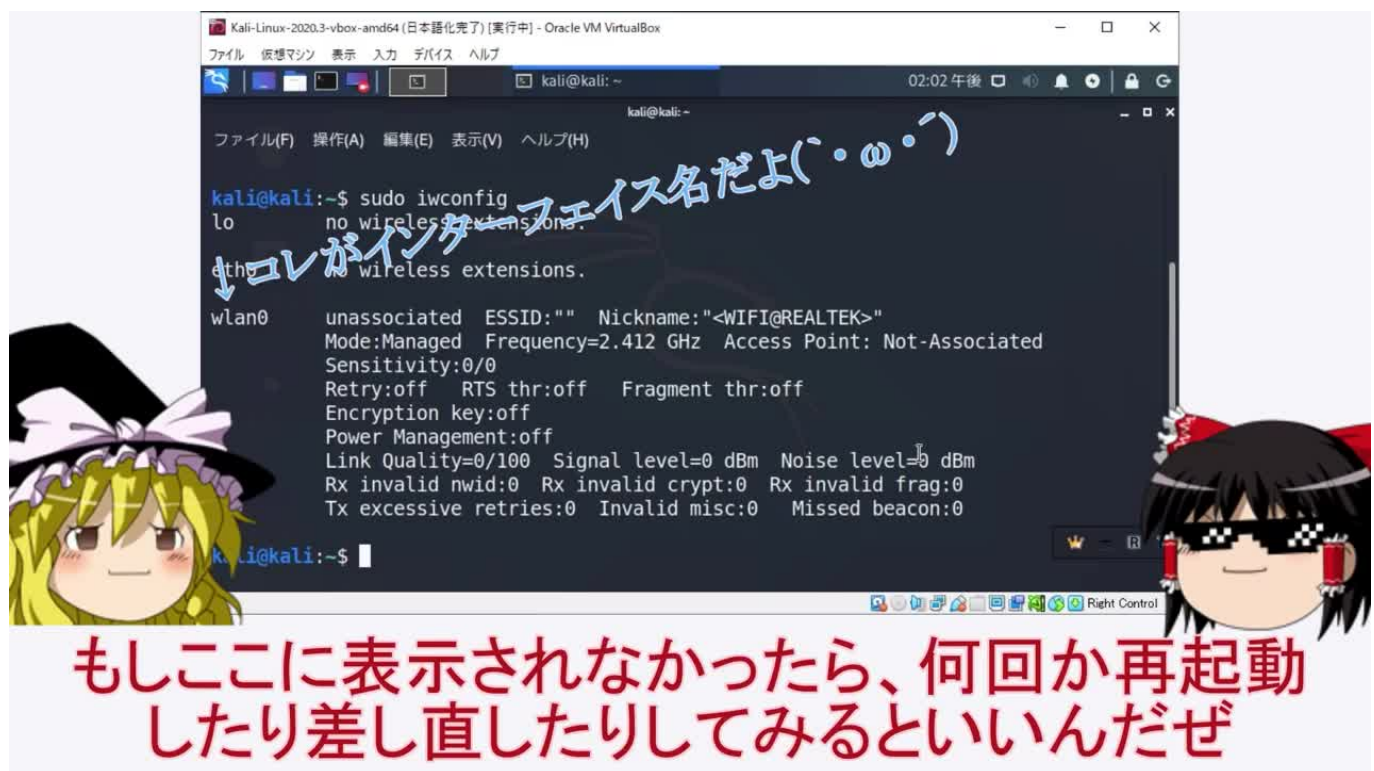 Kali-Linux-2020.3-vbox-amd64 (日本語化完了) [実行中] - Oracle VM VirtualBox
ファイル 仮想マシン 表示 入力 デバイス ヘルプ
kali@kali: ~
02:02 午後
kali@kali: ~
ファイル(F) 操作(A) 編集(E) 表示(V) ヘルプ(H)
↓コレがインターフェイス名だよ(`・ω・´)
kali@kali:~$ sudo iwconfig
lo no wireless extensions.
eth0 no wireless extensions.
wlan0 unassociated ESSID:"" Nickname:"<WIFI@REALTEK>"
Mode:Managed Frequency=2.412 GHz Access Point: Not-Associated
Sensitivity:0/0
Retry:off RTS thr:off Fragment thr:off
Encryption key:off
Power Management:off
Link Quality=0/100 Signal level=0 dBm Noise level=0 dBm
Rx invalid nwid:0 Rx invalid crypt:0 Rx invalid frag:0
Tx excessive retries:0 Invalid misc:0 Missed beacon:0
kali@kali:~$
R
Right Control
もしここに表示されなかったら、何回か再起動
したり差し直したりしてみるといいんだぜ